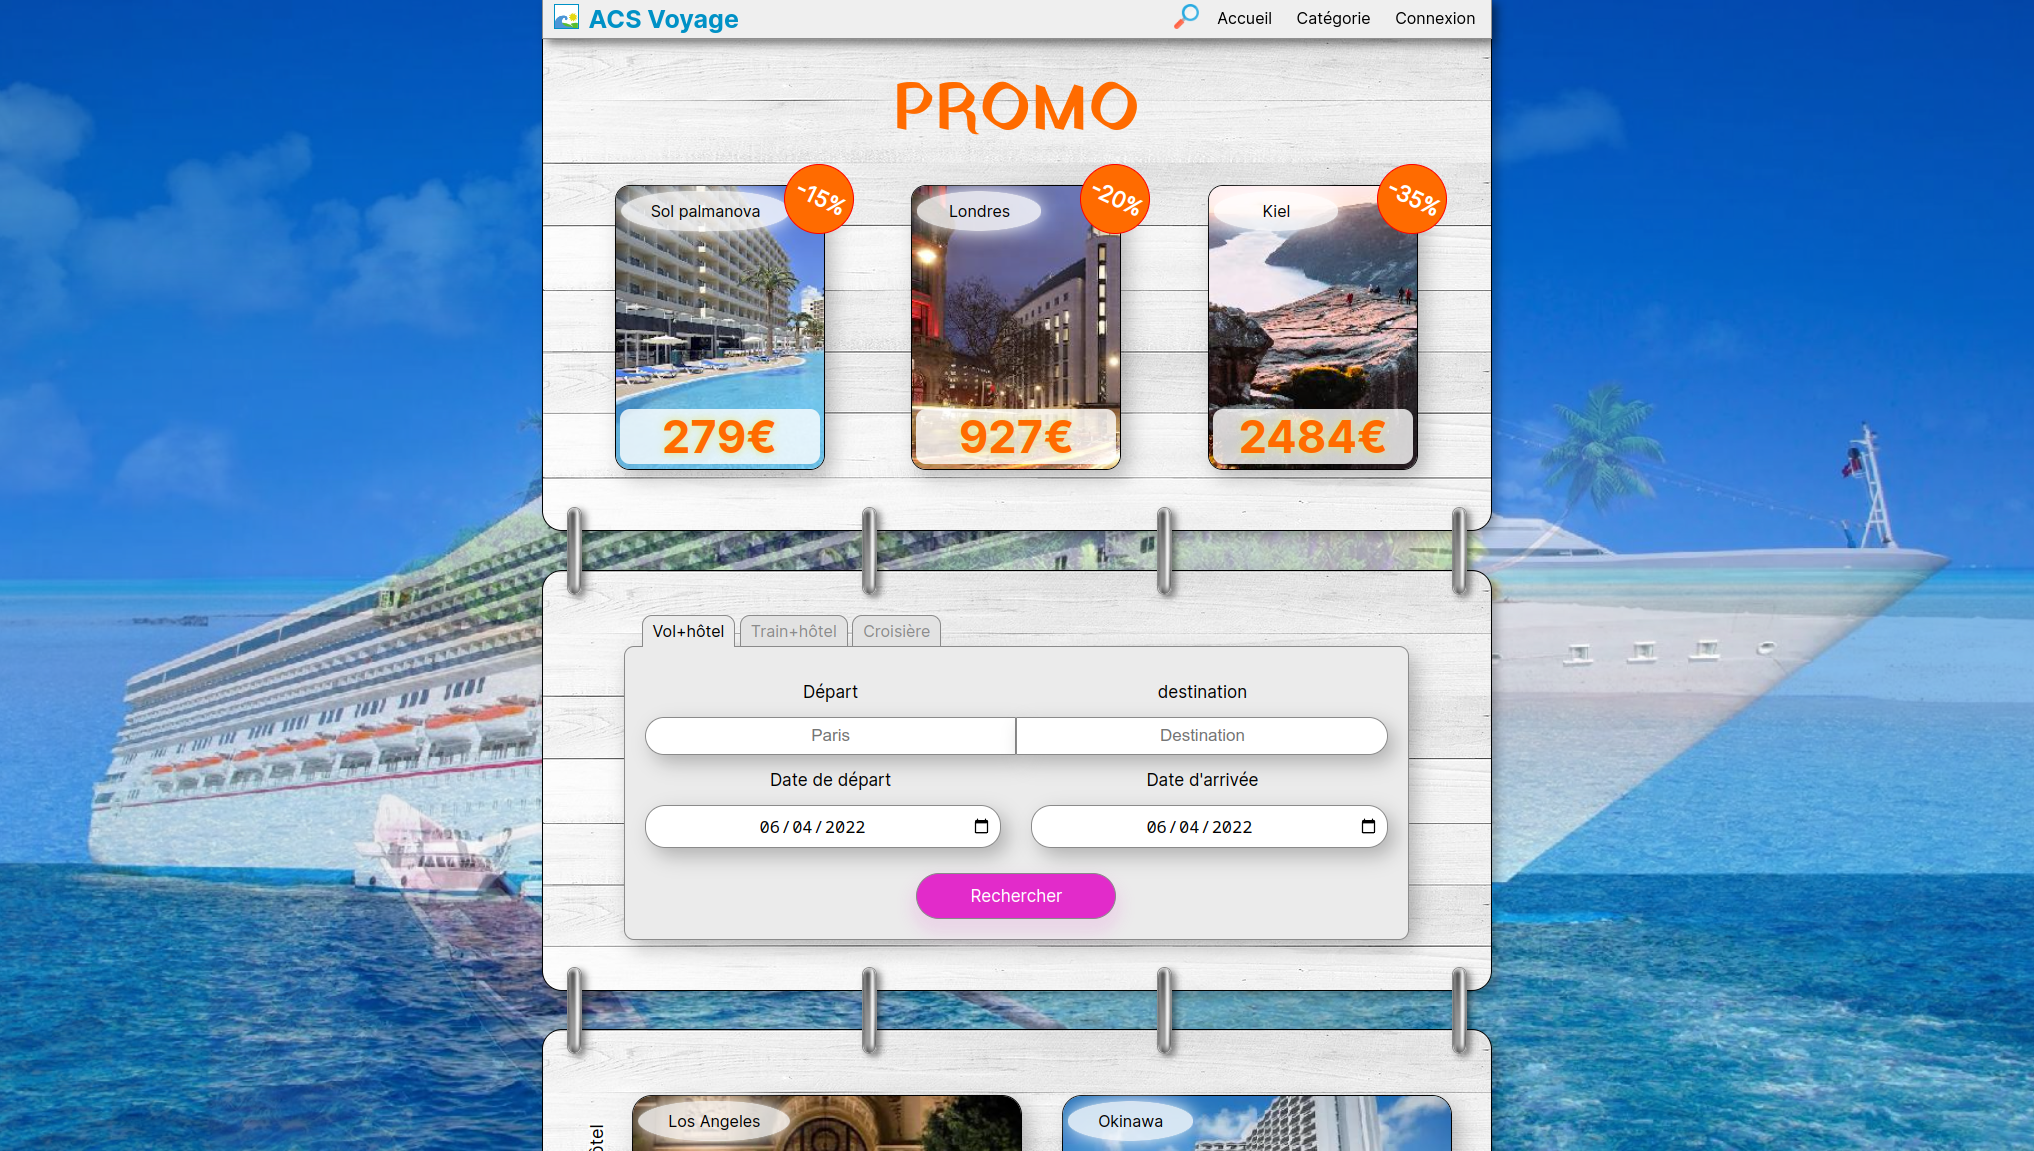 ACS Voyage
Accueil Catégorie Connexion
PROMO
Sol palmanova -15%
Londres -20%
Kiel -35%
279€ 927€ 2484€
Vol+hôtel Train+hôtel Croisière
Départ destination
Paris Destination
Date de départ Date d'arrivée
06/04/2022 06/04/2022
Rechercher
Los Angeles Okinawa